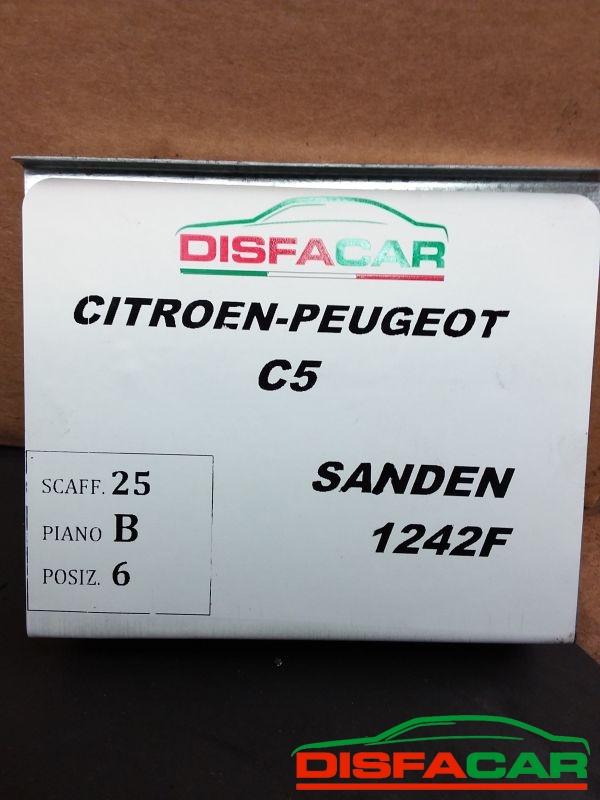 DISFACAR
CITROEN-PEUGEOT
C5
SANDEN
1242F
SCAFF. 25
PIANO B
POSIZ. 6
DISFACAR